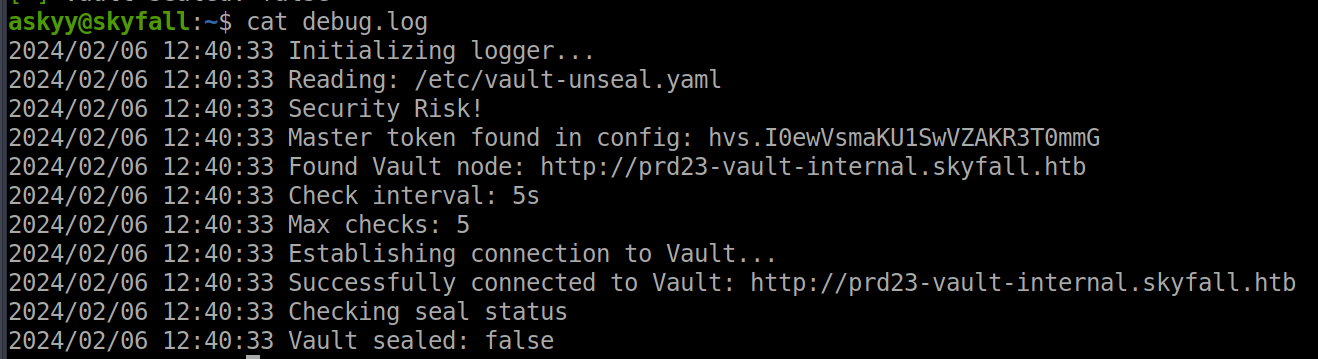 askyy@skyfall:~$ cat debug.log
2024/02/06 12:40:33 Initializing logger...
2024/02/06 12:40:33 Reading: /etc/vault-unseal.yaml
2024/02/06 12:40:33 Security Risk!
2024/02/06 12:40:33 Master token found in config: hvs.I0ewVsmaKU1SwVZAKR3T0mmG
2024/02/06 12:40:33 Found Vault node: http://prd23-vault-internal.skyfall.htb
2024/02/06 12:40:33 Check interval: 5s
2024/02/06 12:40:33 Max checks: 5
2024/02/06 12:40:33 Establishing connection to Vault...
2024/02/06 12:40:33 Successfully connected to Vault: http://prd23-vault-internal.skyfall.htb
2024/02/06 12:40:33 Checking seal status
2024/02/06 12:40:33 Vault sealed: false